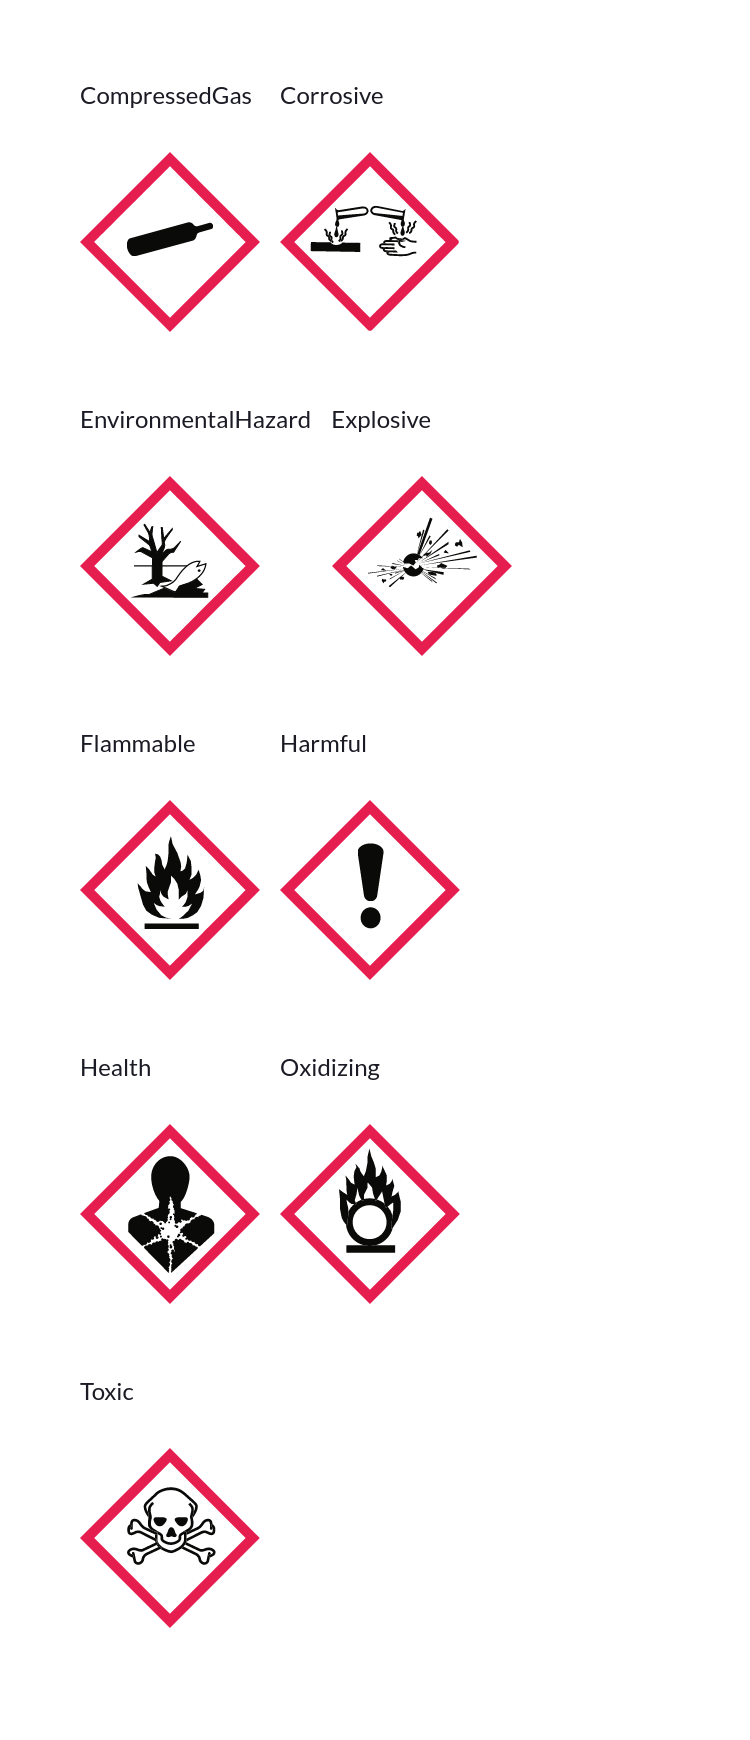 CompressedGas Corrosive
EnvironmentalHazard Explosive
Flammable Harmful
Health Oxidizing
Toxic